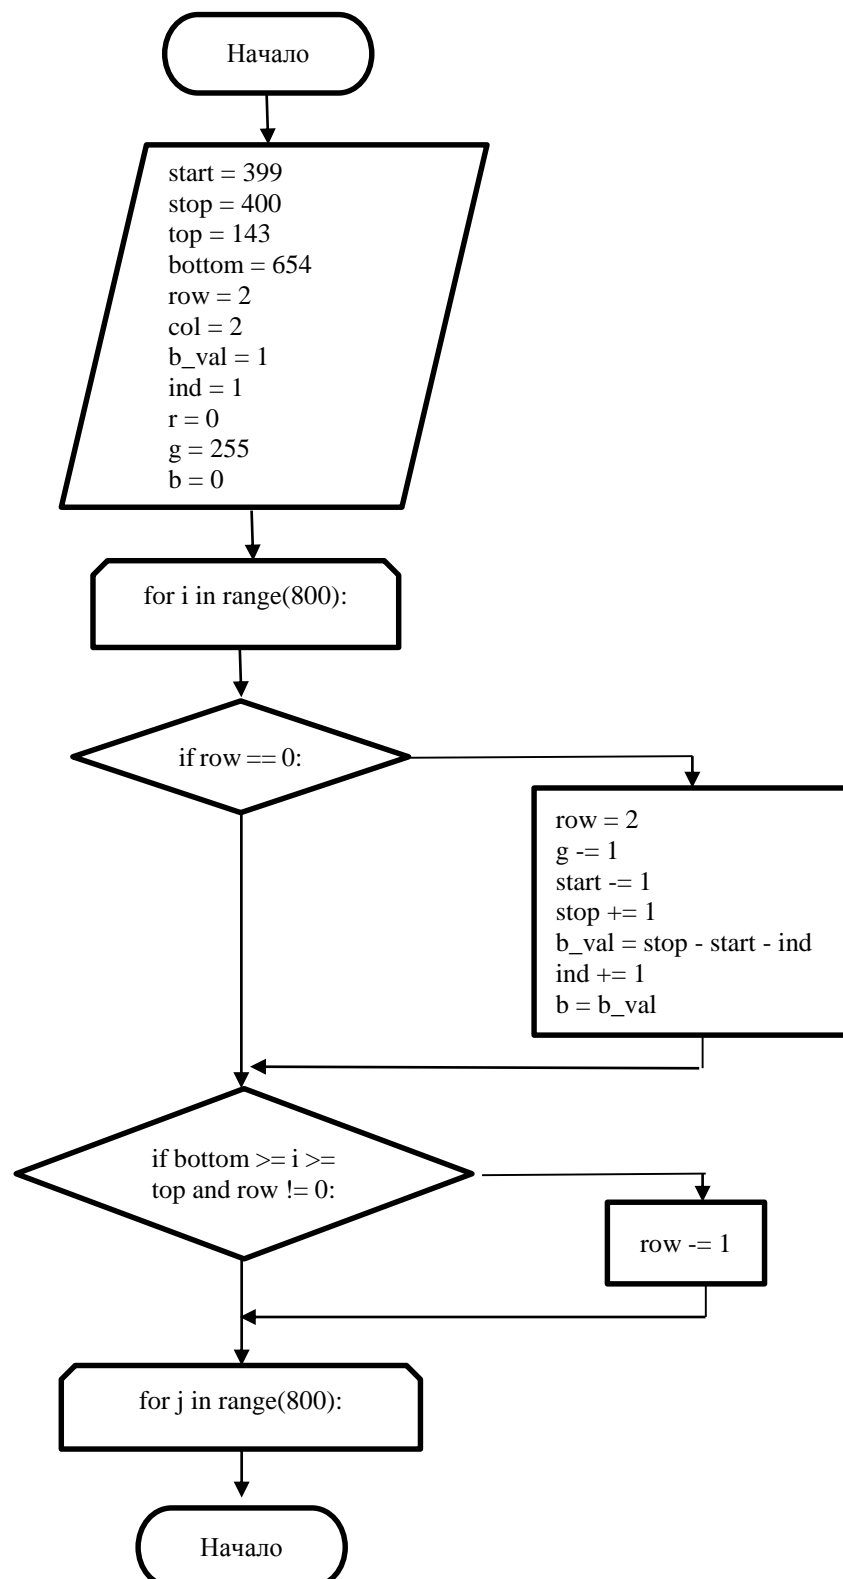 Начало
start = 399
stop = 400
top = 143
bottom = 654
row = 2
col = 2
b_val = 1
ind = 1
r = 0
g = 255
b = 0
for i in range(800):
if row == 0:
row = 2
g -= 1
start -= 1
stop += 1
b_val = stop - start - ind
ind += 1
b = b_val
if bottom >= i >=
top and row != 0:
row -= 1
for j in range(800):
Начало